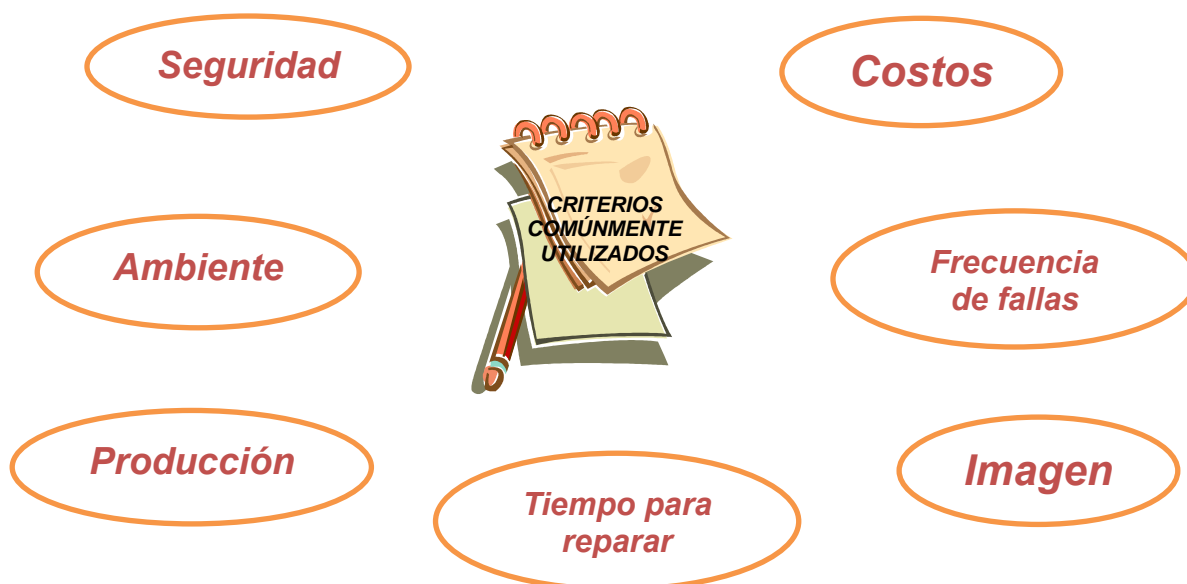 Seguridad
Costos
CRITERIOS
COMÚNMENTE
UTILIZADOS
Ambiente
Frecuencia
de fallas
Producción
Tiempo para
reparar
Imagen